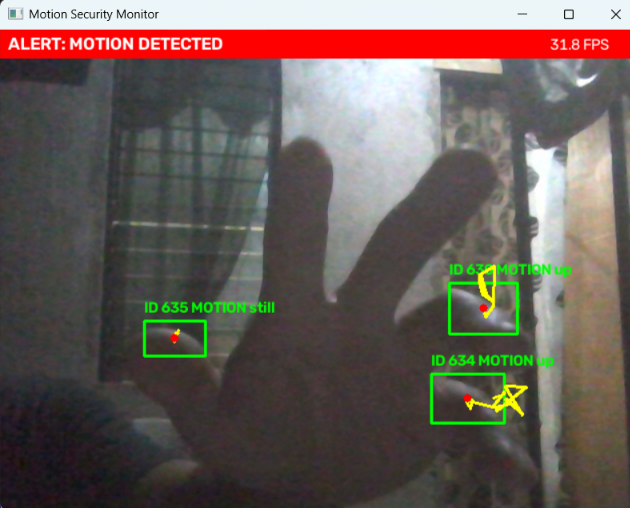 Motion Security Monitor
ALERT: MOTION DETECTED
31.8 FPS
MOTION up
ID 635 MOTION still
ID 634 MOTION up